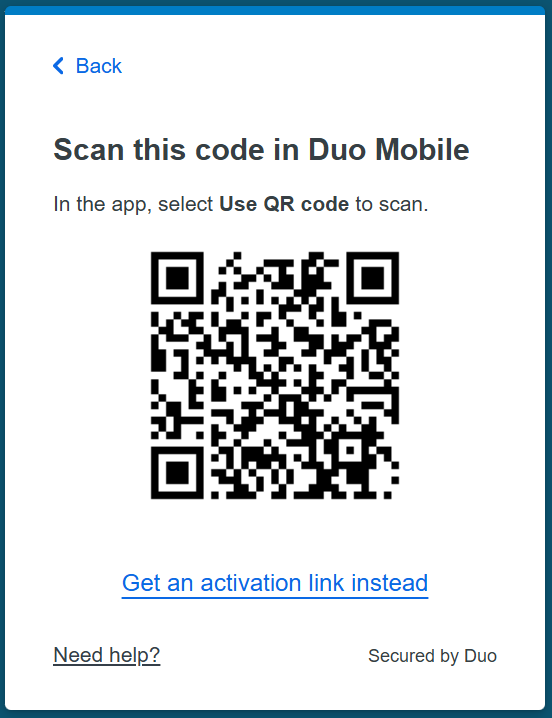 Back
Scan this code in Duo Mobile
In the app, select Use QR code to scan.
Get an activation link instead
Need help?
Secured by Duo